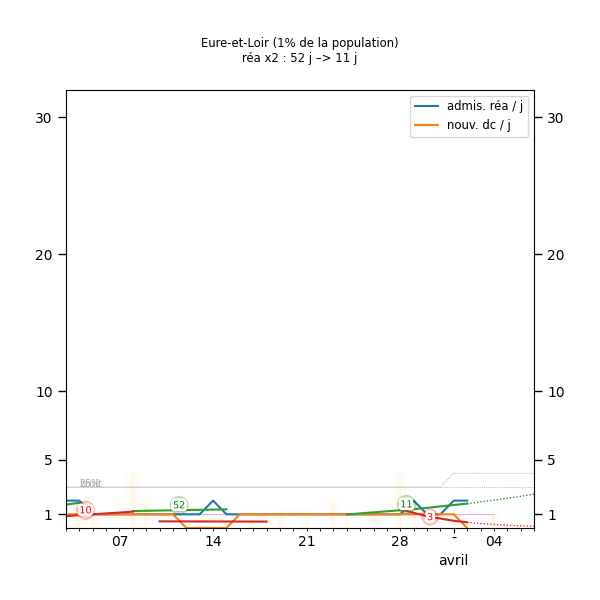 Eure-et-Loir (1% de la population)
réa x2 : 52 j –> 11 j
admis. réa / j
nouv. dc / j
30 30
20 20
10 10
5 5
1 1
10 52 11 3
07 14 21 28 - 04
avril